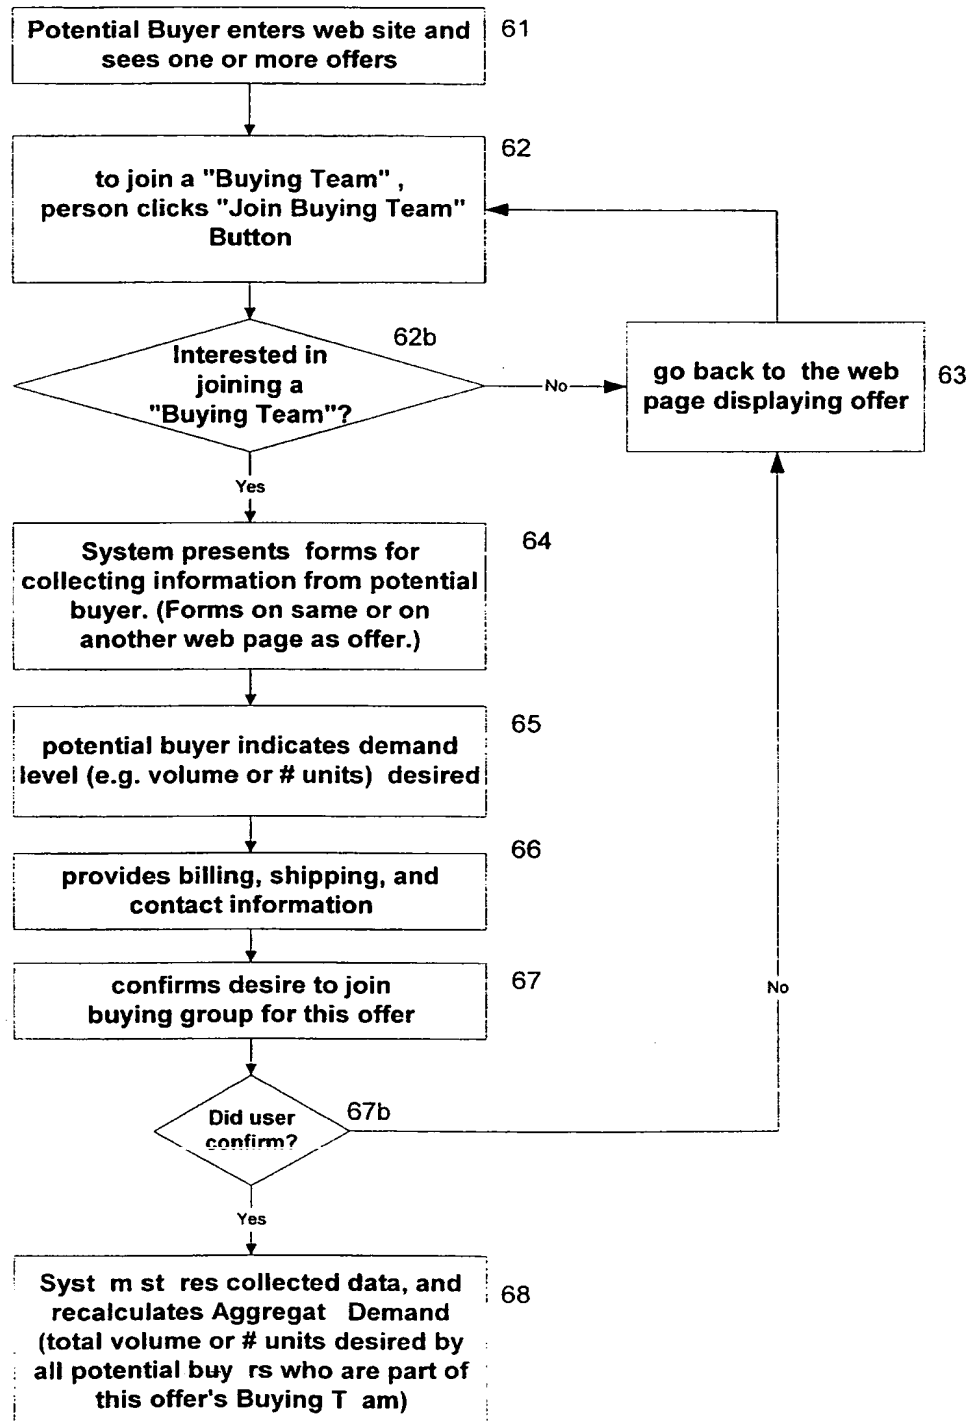 Potential Buyer enters web site and
sees one or more offers
61
62
to join a "Buying Team" ,
person clicks "Join Buying Team"
Button
62b
Interested in
joining a
"Buying Team"?
No
go back to the web
page displaying offer
63
Yes
System presents forms for
collecting information from potential
buyer. (Forms on same or on
another web page as offer.)
64
65
potential buyer indicates demand
level (e.g. volume or # units) desired
66
provides billing, shipping, and
contact information
confirms desire to join
buying group for this offer
67
No
Did user
confirm?
67b
Yes
Syst m st res collected data, and
recalculates Aggregat Demand
(total volume or # units desired by
all potential buy rs who are part of
this offer's Buying T am)
68